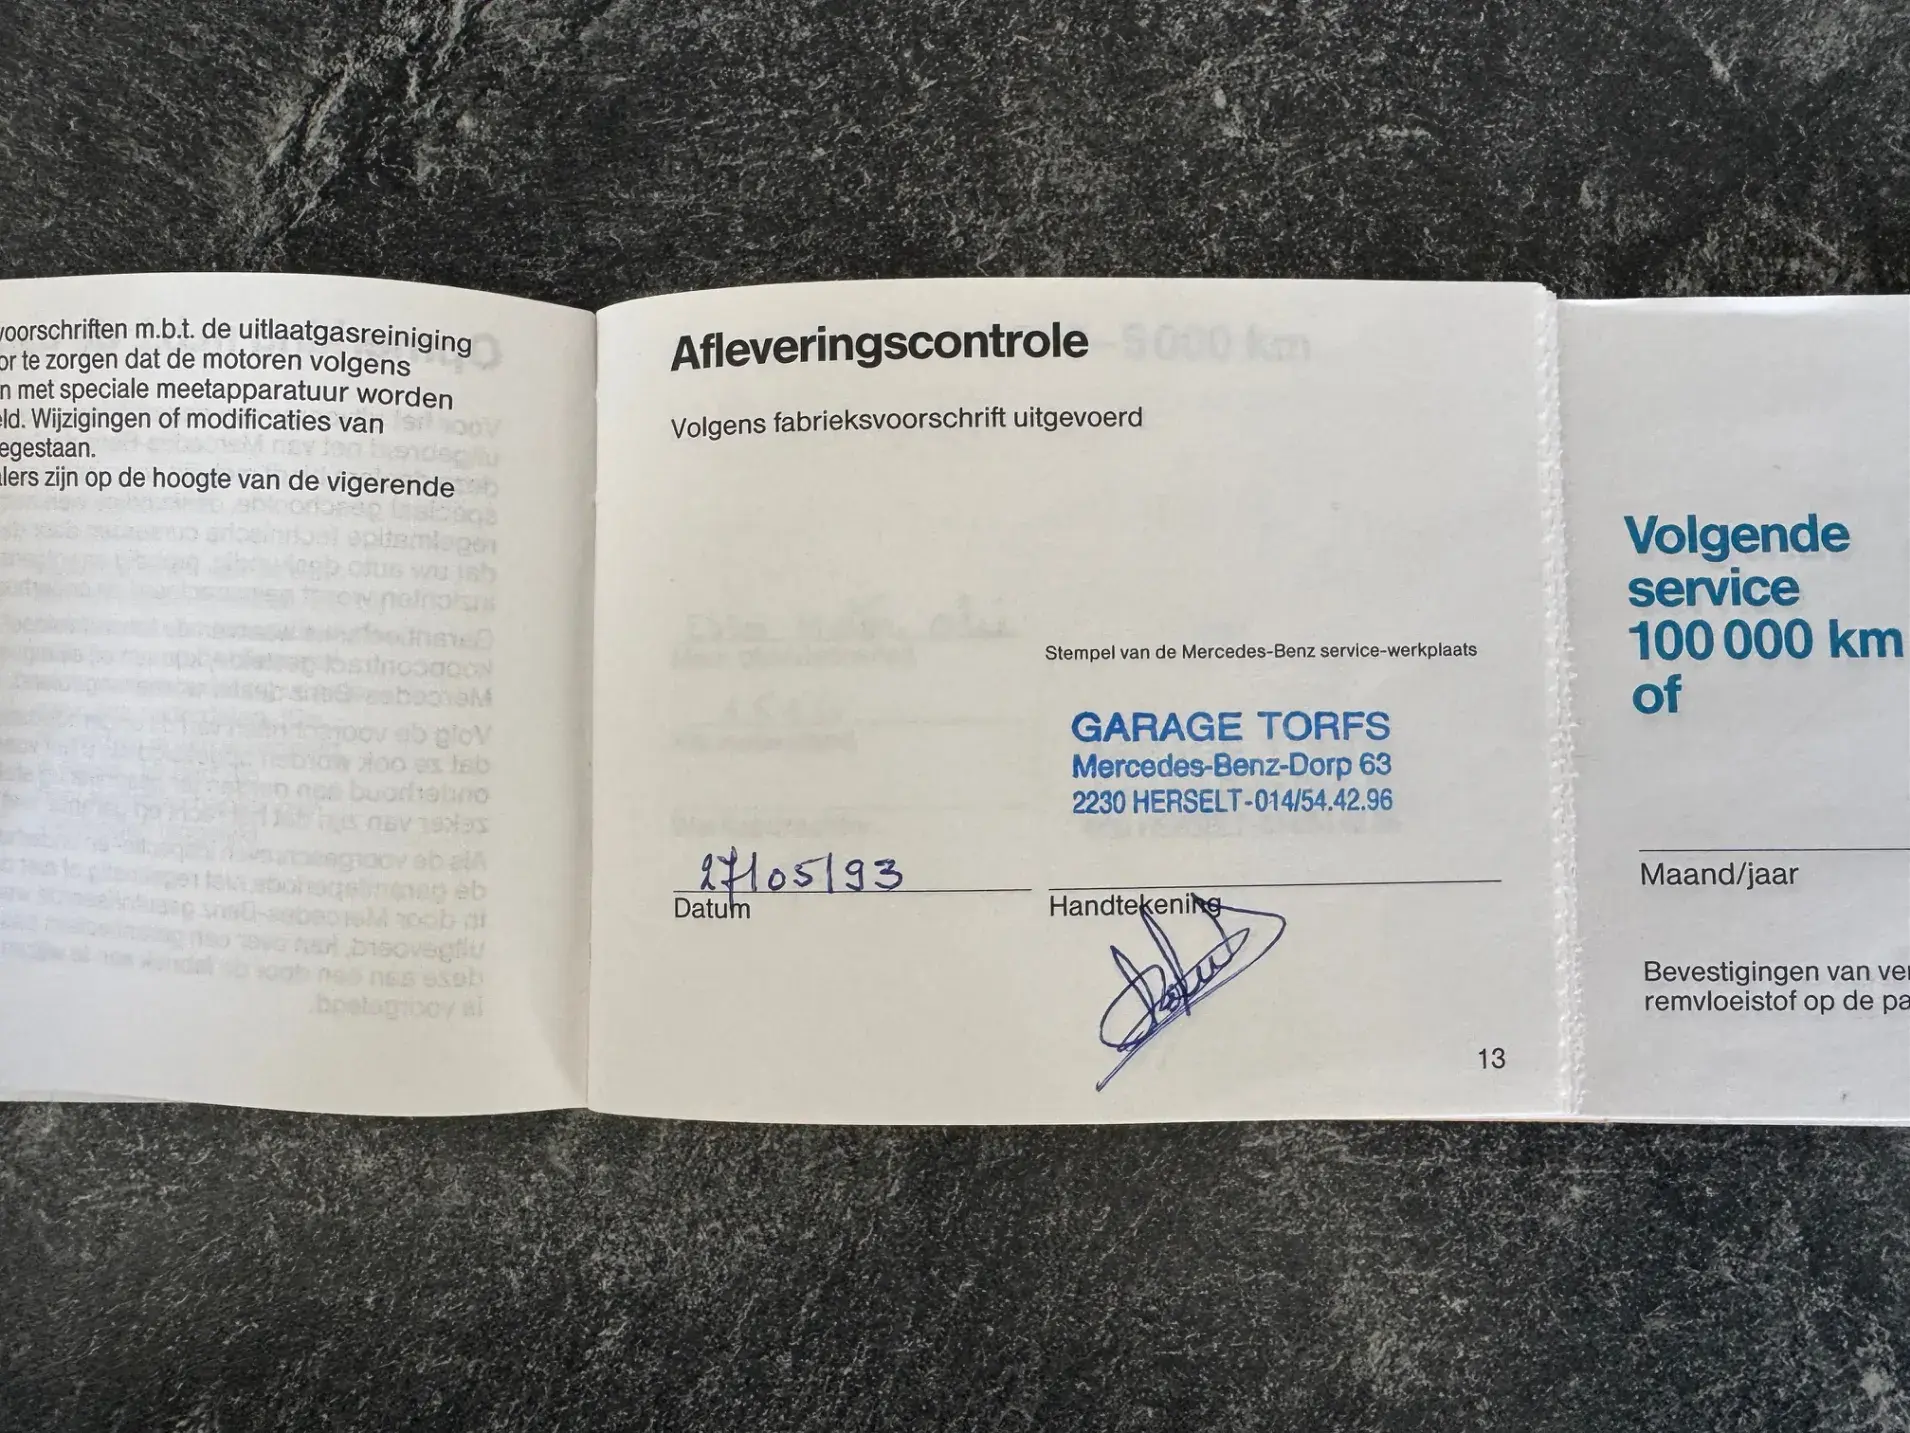 voorschriften m.b.t. de uitlaatgasreiniging
or te zorgen dat de motoren volgens
n met speciale meetapparatuur worden
eld. Wijzigingen of modificaties van
egestaan.
lers zijn op de hoogte van de vigerende
Afleveringscontrole
Volgens fabrieksvoorschrift uitgevoerd
Stempel van de Mercedes-Benz service-werkplaats
GARAGE TORFS
Mercedes-Benz-Dorp 63
2230 HERSELT-014/54.42.96
27/05/93
Datum
Handtekening
13
Volgende
service
100 000 km
of
Maand/jaar
Bevestigingen van ver
remvloeistof op de pa